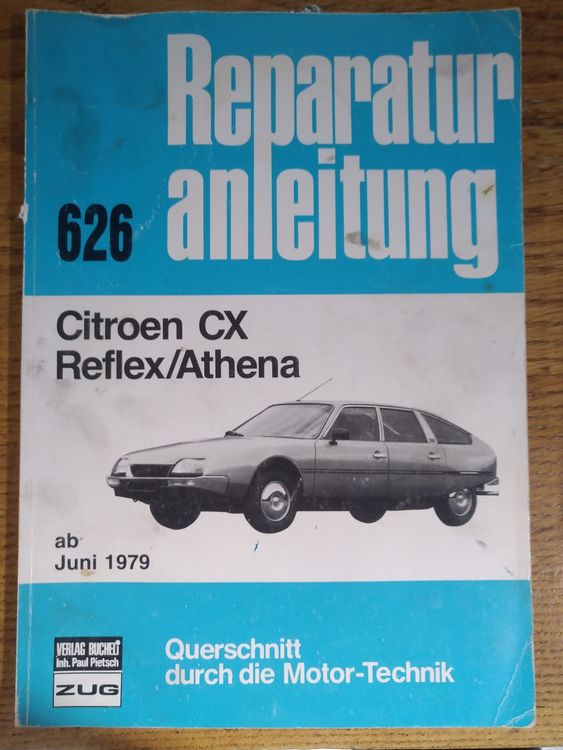 Reparatur
anleitung
626
Citroen CX
Reflex/Athena
ab
Juni 1979
VERLAG BUCHELI
Inh. Paul Pietsch
ZUG
Querschnitt
durch die Motor-Technik